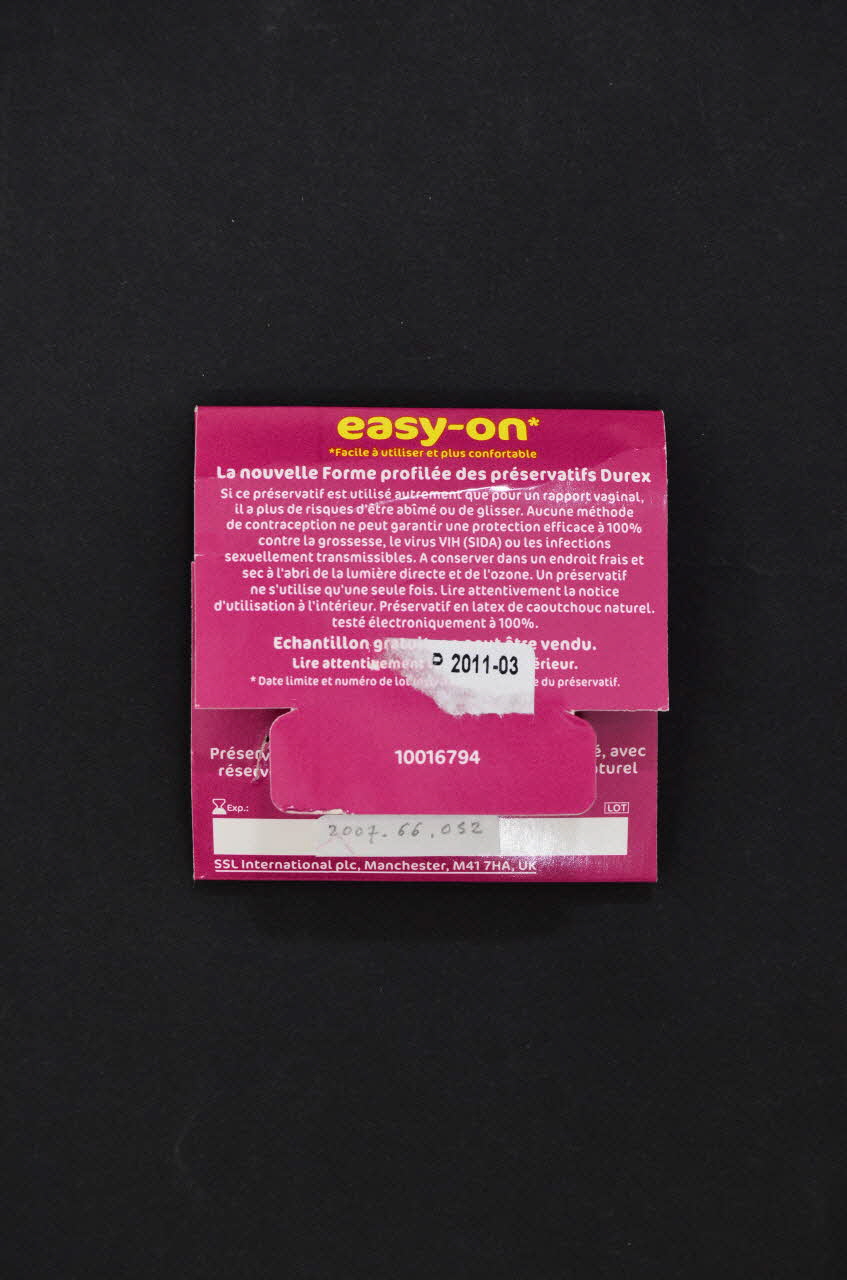 easy-on*
*Facile à utiliser et plus confortable
La nouvelle Forme profilée des préservatifs Durex
Si ce préservatif est utilisé autrement que pour un rapport vaginal,
il a plus de risques d'être abîmé ou de glisser. Aucune méthode
de contraception ne peut garantir une protection efficace à 100%
contre la grossesse, le virus VIH (SIDA) ou les infections
sexuellement transmissibles. A conserver dans un endroit frais et
sec à l'abri de la lumière directe et de l'ozone. Un préservatif
ne s'utilise qu'une seule fois. Lire attentivement la notice
d'utilisation à l'intérieur. Préservatif en latex de caoutchouc naturel.
testé électroniquement à 100%.
Echantillon peut être vendu.
Lire attentivement
P 2011-03
* Date limite et numéro de lot du préservatif.
10016794
avec
Exp.:
LOT
2007.66.052
SSL International plc, Manchester, M41 7HA, UK